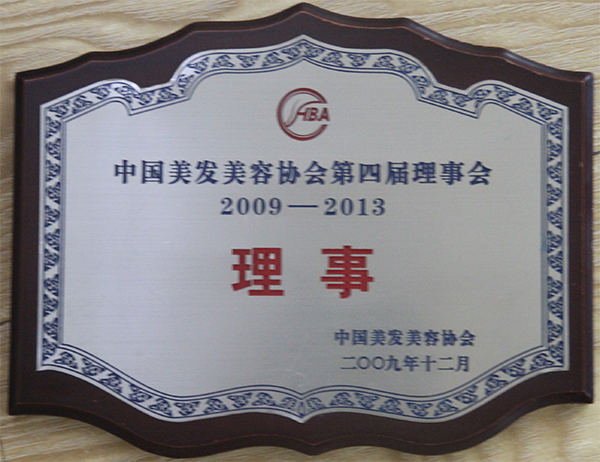 CHBA
中国美发美容协会第四届理事会
2009—2013
理事
中国美发美容协会
二〇〇九年十二月